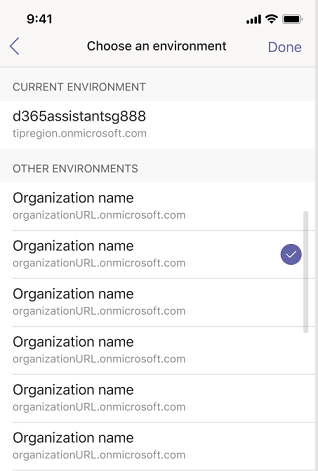 9:41
Choose an environment
Done
CURRENT ENVIRONMENT
d365assistantsg888
tipregion.onmicrosoft.com
OTHER ENVIRONMENTS
Organization name
organizationURL.onmicrosoft.com
Organization name
organizationURL.onmicrosoft.com
Organization name
organizationURL.onmicrosoft.com
Organization name
organizationURL.onmicrosoft.com
Organization name
organizationURL.onmicrosoft.com
Organization name
organizationURL.onmicrosoft.com